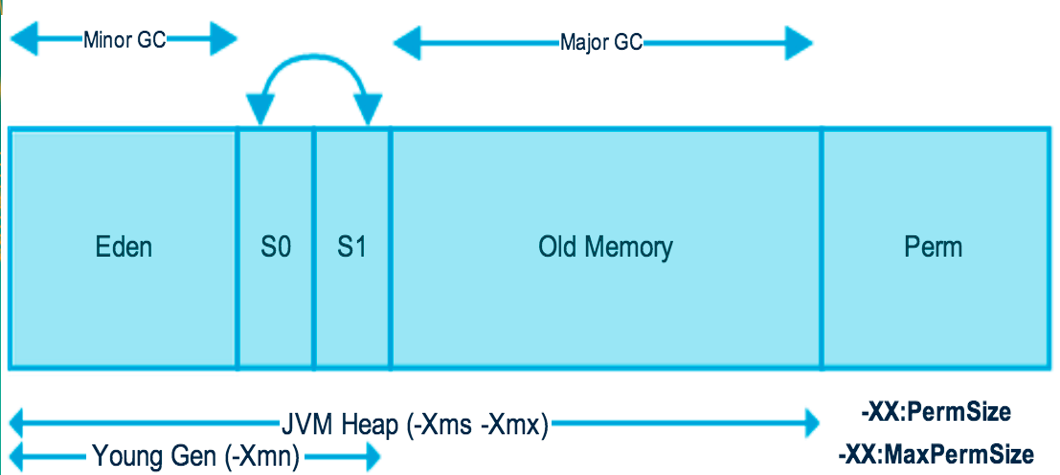 Minor GC
Major GC
Eden
S0
S1
Old Memory
Perm
JVM Heap (-Xms -Xmx)
-XX:PermSize
Young Gen (-Xmn)
-XX:MaxPermSize